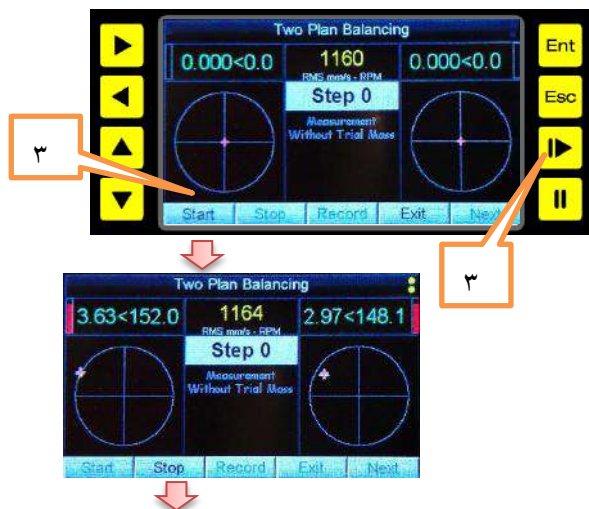 Two Plan Balancing
0.000<0.0
1160
RMS mm/s - RPM
0.000<0.0
Step 0
Measurement
Without Trial Mass
Start Stop Record Exit Next
Ent
Esc
٣
٣
Two Plan Balancing
3.63<152.0
1164
RMS mm/s - RPM
2.97<148.1
Step 0
Measurement
Without Trial Mass
Start Stop Record Exit Next